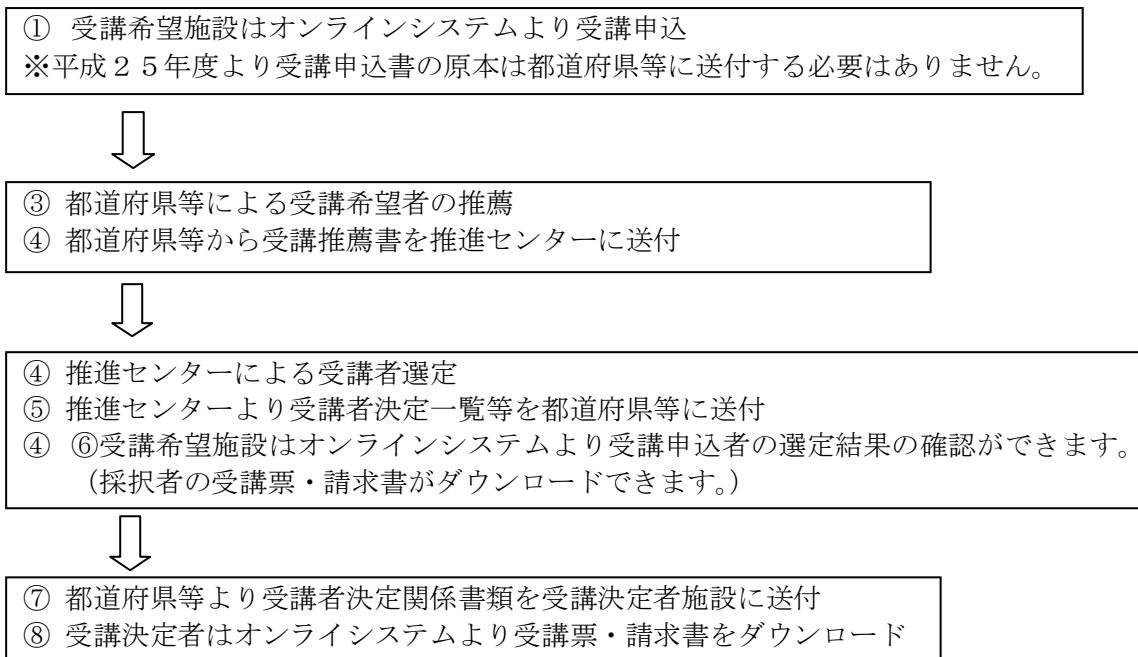 ① 受講希望施設はオンラインシステムより受講申込
※平成２５年度より受講申込書の原本は都道府県等に送付する必要はありません。
③ 都道府県等による受講希望者の推薦
④ 都道府県等から受講推薦書を推進センターに送付
④ 推進センターによる受講者選定
⑤ 推進センターより受講者決定一覧等を都道府県等に送付
④ ⑥受講希望施設はオンラインシステムより受講申込者の選定結果の確認ができます。
（採択者の受講票・請求書がダウンロードできます。）
⑦ 都道府県等より受講者決定関係書類を受講決定者施設に送付
⑧ 受講決定者はオンライシステムより受講票・請求書をダウンロード